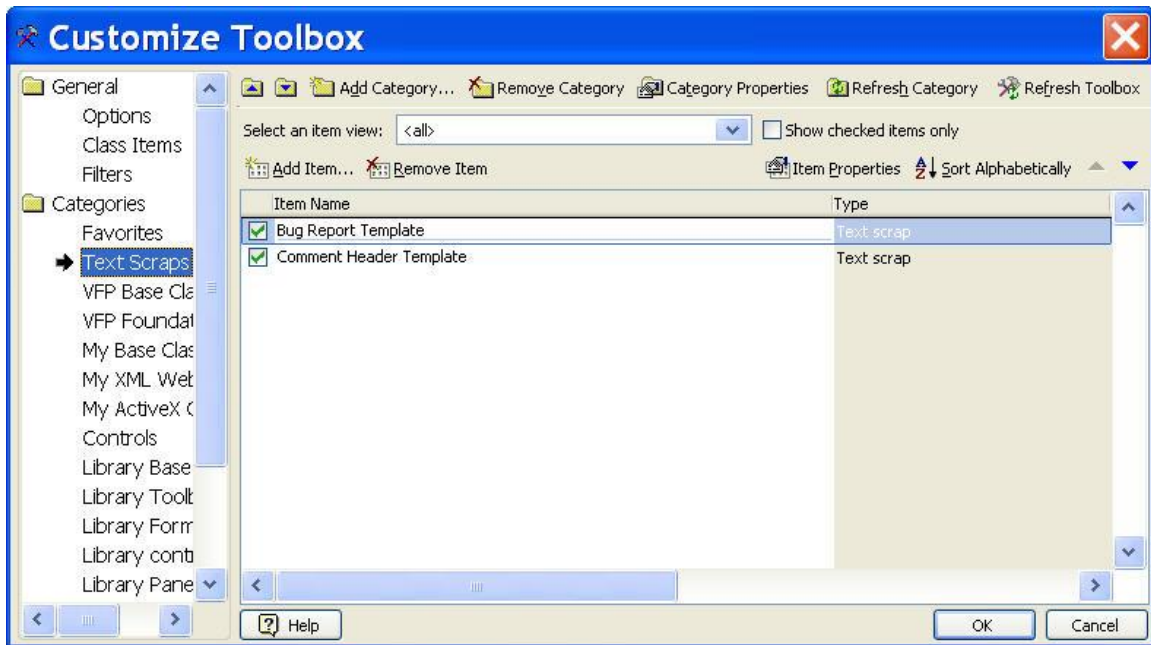 Customize Toolbox
General
Options
Class Items
Filters
Categories
Favorites
Text Scraps
VFP Base Cla
VFP Foundat
My Base Clas
My XML Web
My ActiveX C
Controls
Library Base
Library Toolb
Library Form
Library conti
Library Pane
Add Category... Remove Category Category Properties Refresh Category Refresh Toolbox
Select an item view: <all> Show checked items only
Add Item... Remove Item Item Properties Sort Alphabetically
Item Name Type
Bug Report Template Text scrap
Comment Header Template Text scrap
Help OK Cancel